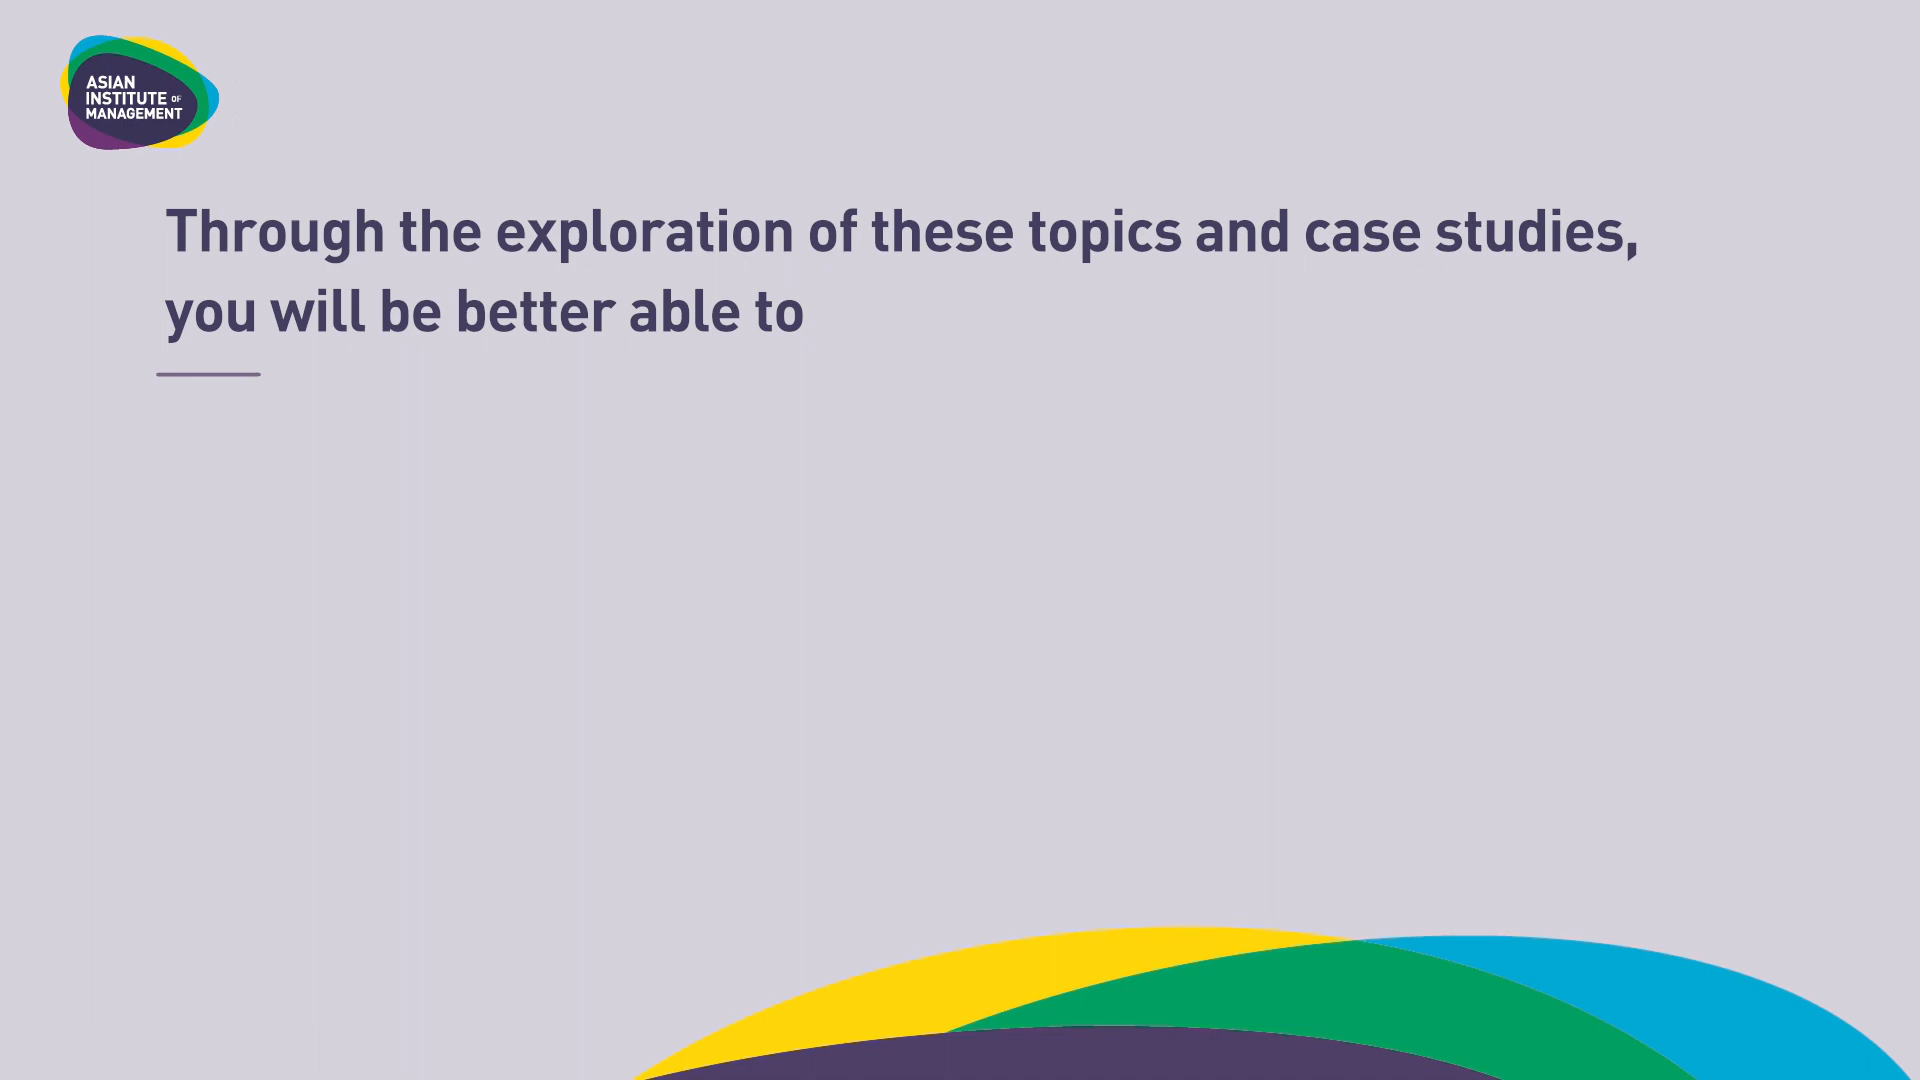 ASIAN
INSTITUTE OF
MANAGEMENT
Through the exploration of these topics and case studies,
you will be better able to